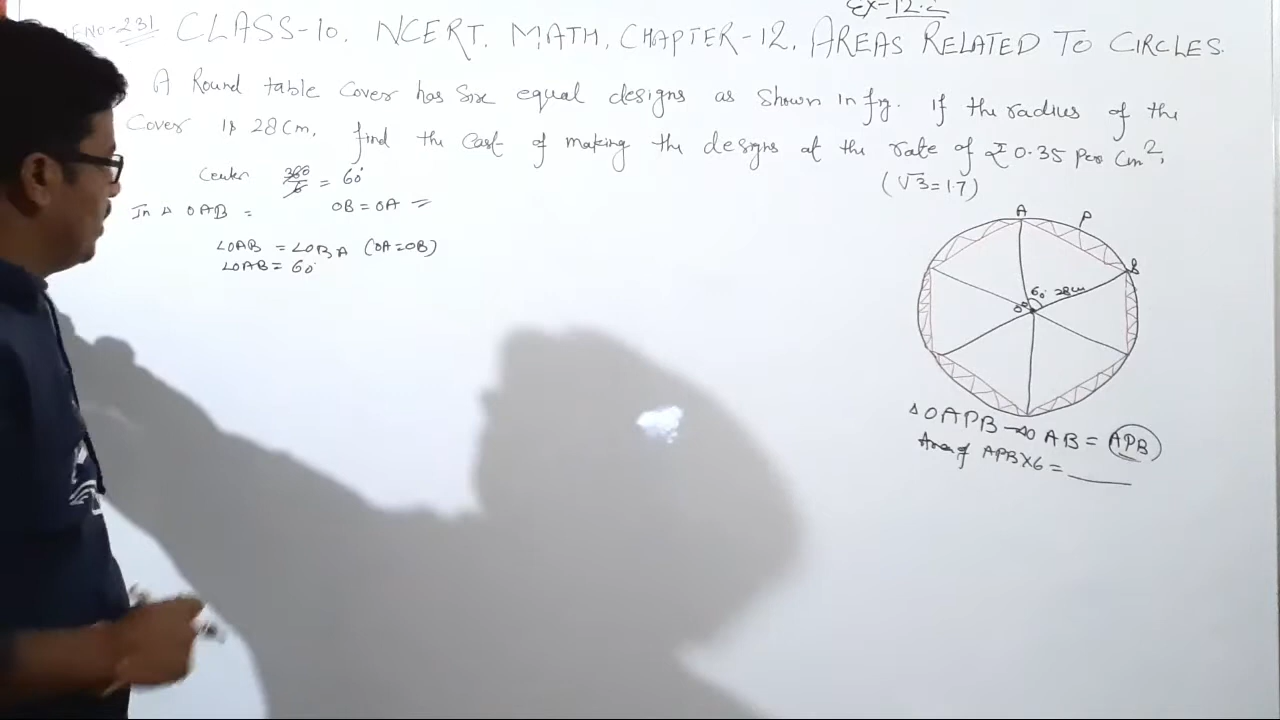 Ex-12.2
F NO-231 CLASS-10. NCERT. MATH, CHAPTER-12. AREAS RELATED TO CIRCLES.
A Round table Cover has Six equal designs as Shown in fig. If the radius of the
Cover is 28 Cm, find the Cost of making the designs at the rate of ₹ 0.35 Per Cm².
(√3=1.7)
Center 360/6 = 60°
In △ OAB = OB = OA
∠OAB = ∠OBA (OA=OB)
∠OAB = 60°
A P
B
60° 28cm
O
△OAPB - △OAB = APB
Area of APB×6 =